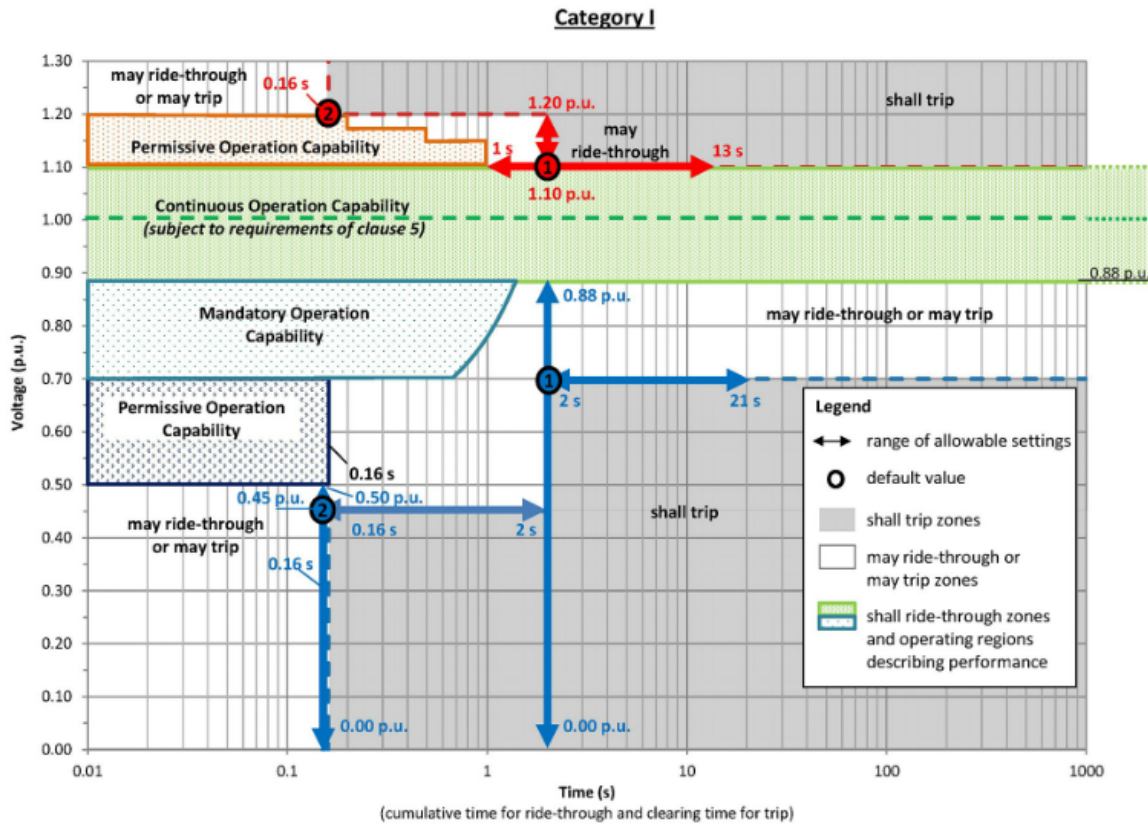 Category I
1.30
1.20
1.10
1.00
0.90
0.80
0.70
0.60
0.50
0.40
0.30
0.20
0.10
0.00
Voltage (p.u.)
may ride-through
or may trip
0.16 s
2
1.20 p.u.
shall trip
Permissive Operation Capability
may
ride-through
1 s
1
13 s
1.10 p.u.
Continuous Operation Capability
(subject to requirements of clause 5)
0.88 p.u.
Mandatory Operation
Capability
0.88 p.u.
may ride-through or may trip
1
2 s
21 s
Permissive Operation
Capability
0.16 s
0.45 p.u.
0.50 p.u.
2
0.16 s
2 s
shall trip
may ride-through
or may trip
0.16 s
0.00 p.u.
0.00 p.u.
Legend
range of allowable settings
default value
shall trip zones
may ride-through or
may trip zones
shall ride-through zones
and operating regions
describing performance
0.01
0.1
1
10
100
1000
Time (s)
(cumulative time for ride-through and clearing time for trip)